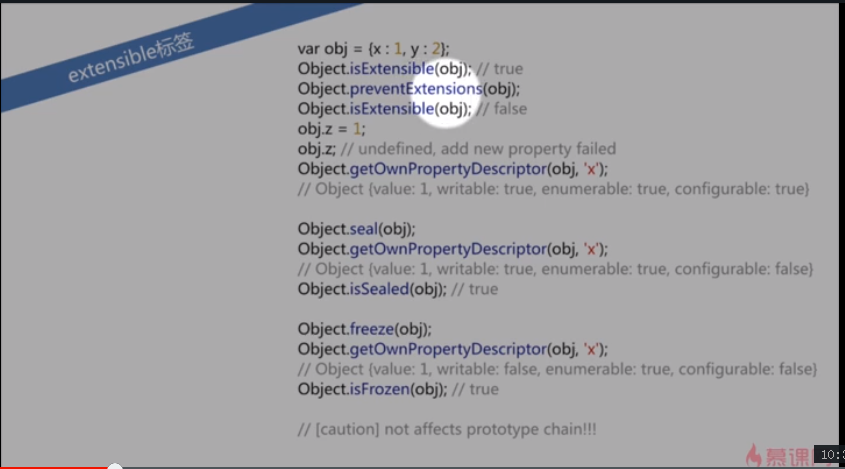 extensible标签
var obj = {x : 1, y : 2};
Object.isExtensible(obj); // true
Object.preventExtensions(obj);
Object.isExtensible(obj); // false
obj.z = 1;
obj.z; // undefined, add new property failed
Object.getOwnPropertyDescriptor(obj, 'x');
// Object {value: 1, writable: true, enumerable: true, configurable: true}
Object.seal(obj);
Object.getOwnPropertyDescriptor(obj, 'x');
// Object {value: 1, writable: true, enumerable: true, configurable: false}
Object.isSealed(obj); // true
Object.freeze(obj);
Object.getOwnPropertyDescriptor(obj, 'x');
// Object {value: 1, writable: false, enumerable: true, configurable: false}
Object.isFrozen(obj); // true
// [caution] not affects prototype chain!!!
慕课
10: